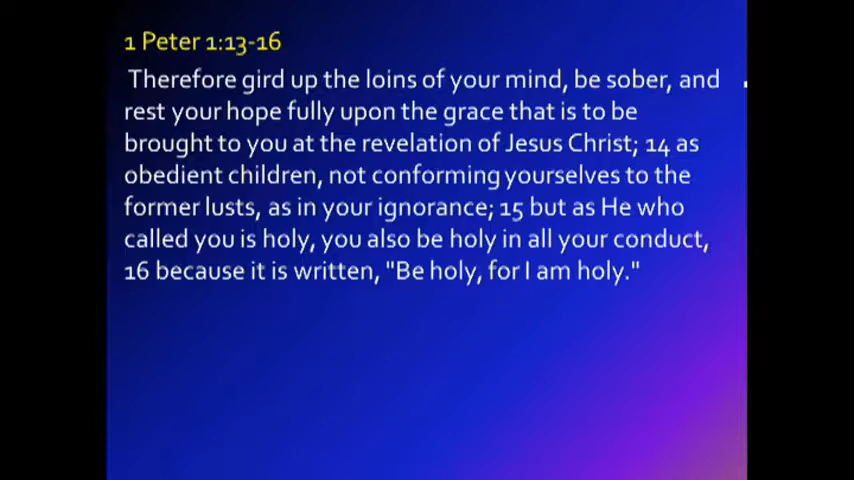 1 Peter 1:13-16
Therefore gird up the loins of your mind, be sober, and
rest your hope fully upon the grace that is to be
brought to you at the revelation of Jesus Christ; 14 as
obedient children, not conforming yourselves to the
former lusts, as in your ignorance; 15 but as He who
called you is holy, you also be holy in all your conduct,
16 because it is written, "Be holy, for I am holy."